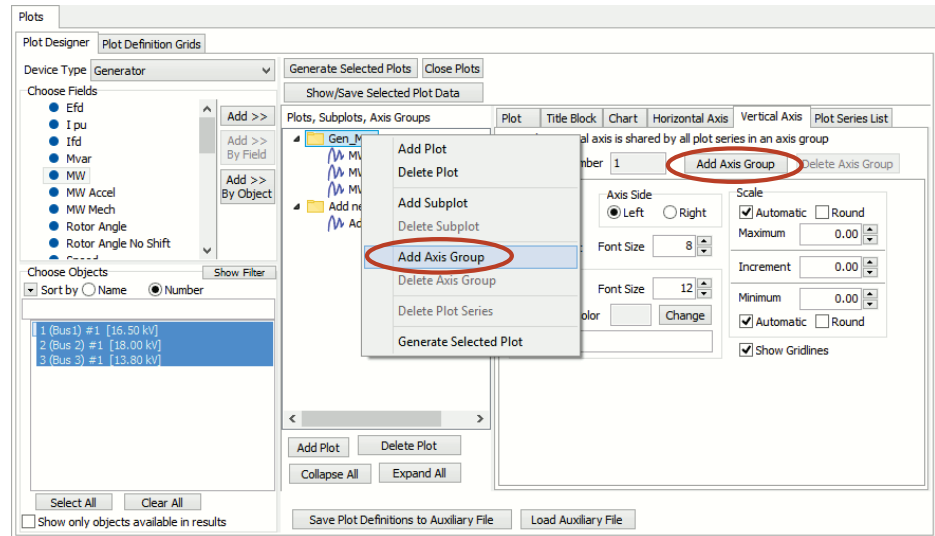 Plots
Plot Designer Plot Definition Grids
Device Type Generator
Choose Fields
Efd
I pu
Ifd
Mvar
MW
MW Accel
MW Mech
Rotor Angle
Rotor Angle No Shift
Add >>
Add >>
By Field
Add >>
By Object
Choose Objects
Show Filter
Sort by Name Number
1 (Bus1) #1 [16.50 kV]
2 (Bus 2) #1 [18.00 kV]
3 (Bus 3) #1 [13.80 kV]
Select All Clear All
Show only objects available in results
Generate Selected Plots Close Plots
Show/Save Selected Plot Data
Plots, Subplots, Axis Groups
Gen_M
MW
MW
MW
Add ne
Ad
Add Plot
Delete Plot
Add Subplot
Delete Subplot
Add Axis Group
Delete Axis Group
Delete Plot Series
Generate Selected Plot
Add Plot Delete Plot
Collapse All Expand All
Save Plot Definitions to Auxiliary File Load Auxiliary File
Plot Title Block Chart Horizontal Axis Vertical Axis Plot Series List
al axis is shared by all plot series in an axis group
nber 1 Add Axis Group Delete Axis Group
Axis Side
Left Right
Font Size 8
Font Size 12
olor Change
Scale
Automatic Round
Maximum 0.00
Increment 0.00
Minimum 0.00
Automatic Round
Show Gridlines